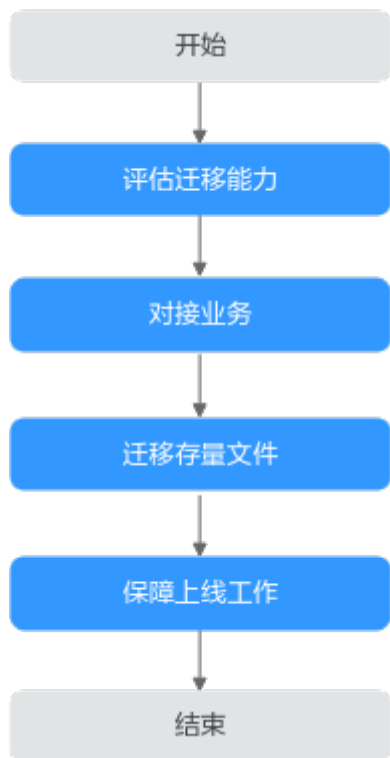 开始
评估迁移能力
对接业务
迁移存量文件
保障上线工作
结束